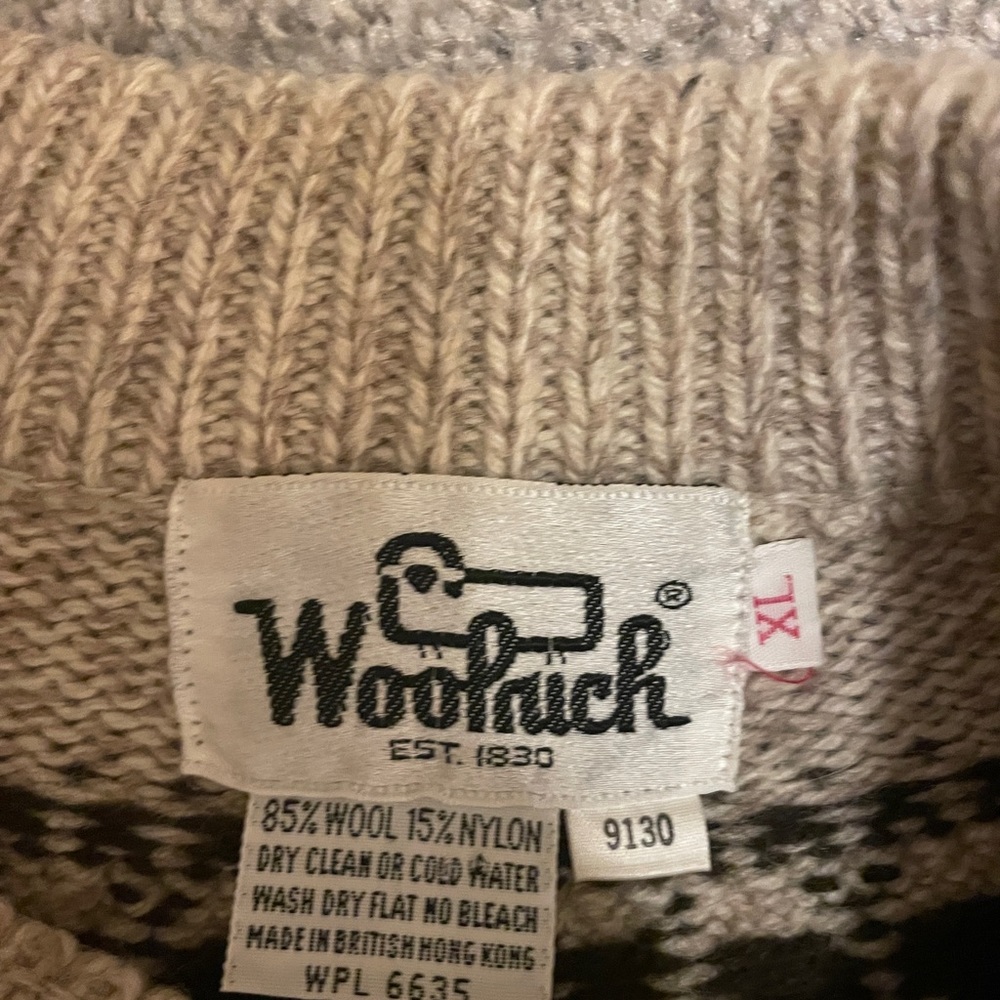 Woolrich ®
EST. 1830
XL
85% WOOL 15% NYLON
DRY CLEAN OR COLD WATER
WASH DRY FLAT NO BLEACH
MADE IN BRITISH HONG KONG
WPL 6635
9130